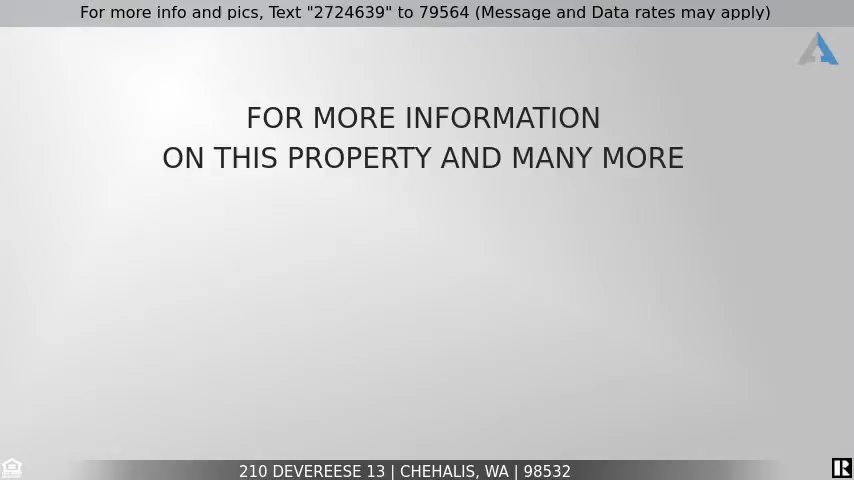 For more info and pics, Text "2724639" to 79564 (Message and Data rates may apply)
FOR MORE INFORMATION
ON THIS PROPERTY AND MANY MORE
210 DEVEREESE 13 | CHEHALIS, WA | 98532